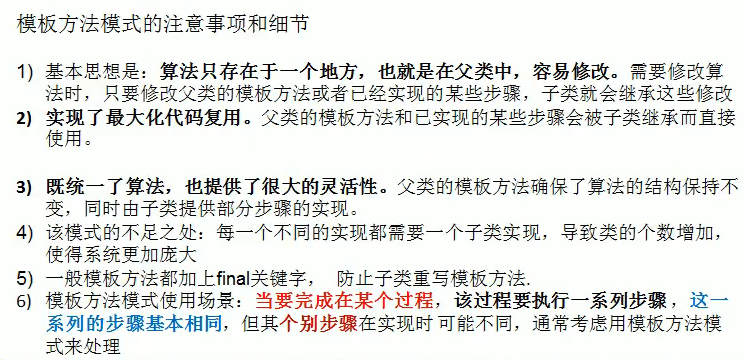 模板方法模式的注意事项和细节
1) 基本思想是：算法只存在于一个地方，也就是在父类中，容易修改。需要修改算
法时，只要修改父类的模板方法或者已经实现的某些步骤，子类就会继承这些修改
2) 实现了最大化代码复用。父类的模板方法和已实现的某些步骤会被子类继承而直接
使用。
3) 既统一了算法，也提供了很大的灵活性。父类的模板方法确保了算法的结构保持不
变，同时由子类提供部分步骤的实现。
4) 该模式的不足之处：每一个不同的实现都需要一个子类实现，导致类的个数增加，
使得系统更加庞大
5) 一般模板方法都加上final关键字， 防止子类重写模板方法.
6) 模板方法模式使用场景：当要完成在某个过程，该过程要执行一系列步骤 ，这一
系列的步骤基本相同，但其个别步骤在实现时 可能不同，通常考虑用模板方法模
式来处理